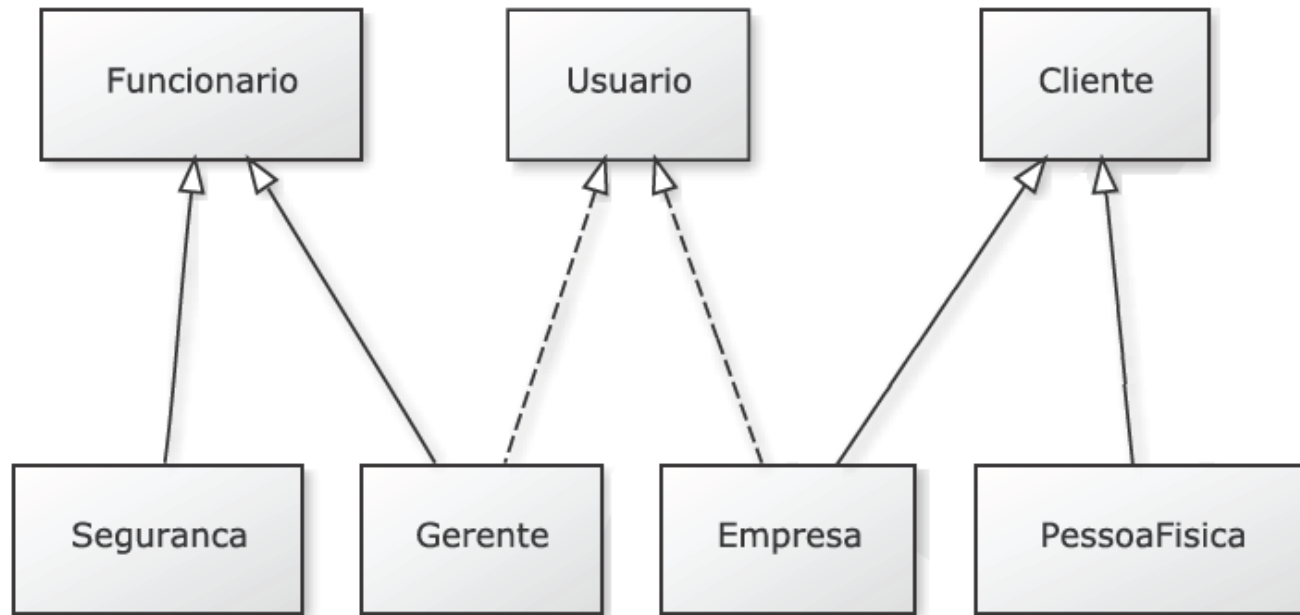 Funcionario
Usuario
Cliente
Seguranca
Gerente
Empresa
PessoaFisica